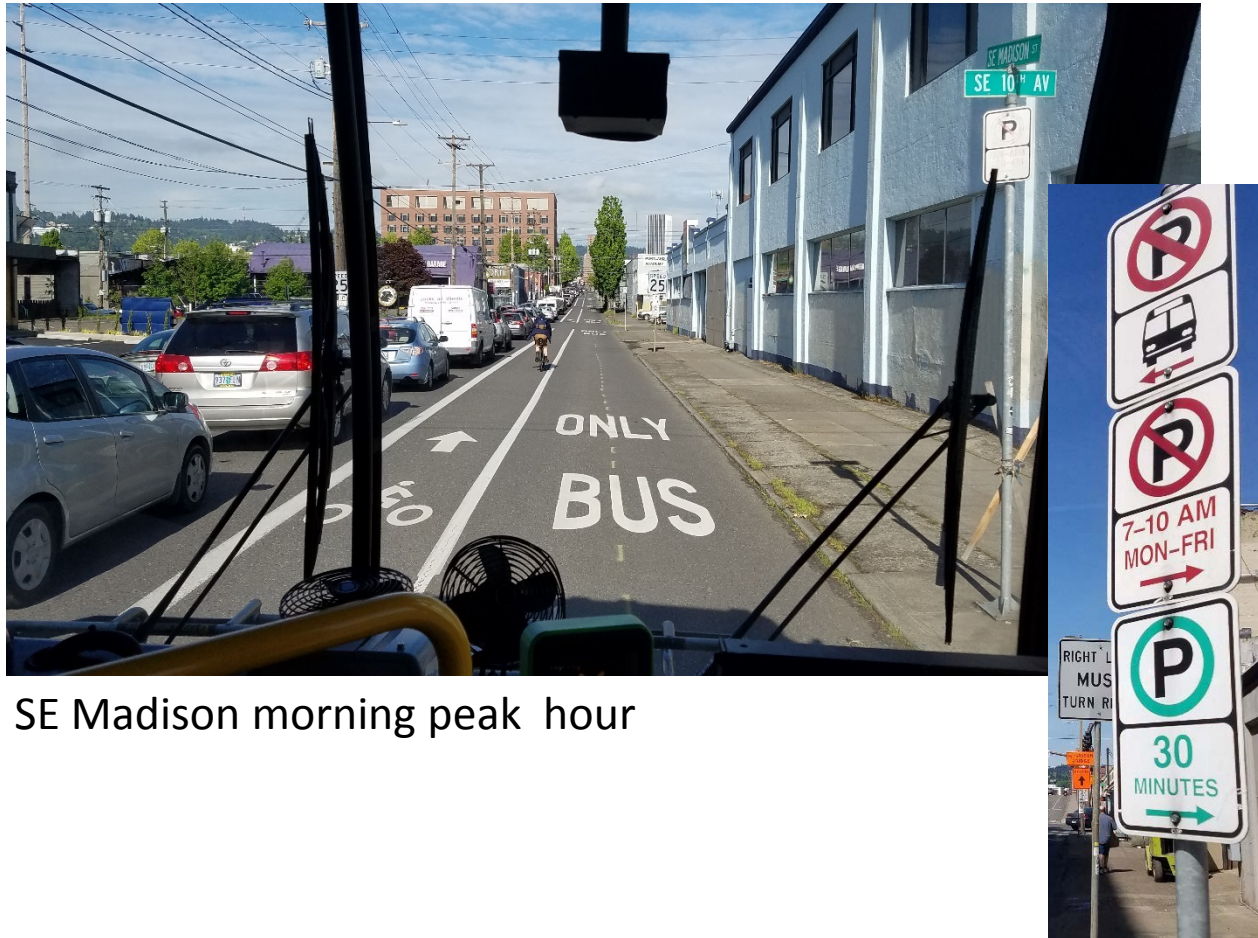 SE MADISON ST
SE 10TH AV
P
25
25
ONLY
BUS
SE Madison morning peak  hour
P
P
7-10 AM
MON-FRI
P
30
MINUTES
RIGHT L
MUS
TURN R